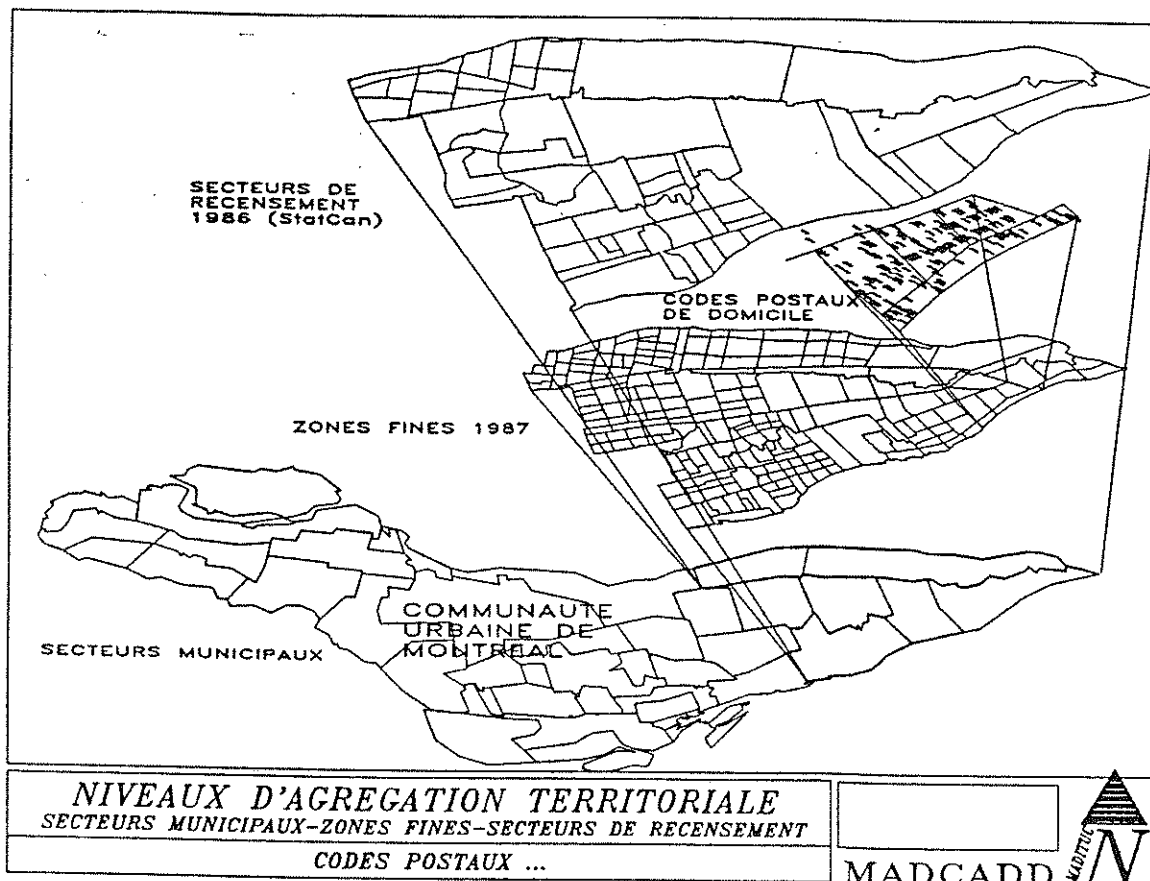 SECTEURS DE
RECENSEMENT
1986 (StatCan)
CODES POSTAUX
DE DOMICILE
ZONES FINES 1987
COMMUNAUTE
URBAINE DE
MONTREAL
SECTEURS MUNICIPAUX
NIVEAUX D'AGREGATION TERRITORIALE
SECTEURS MUNICIPAUX-ZONES FINES-SECTEURS DE RECENSEMENT
CODES POSTAUX ...
MADCADD
MADITUC
N